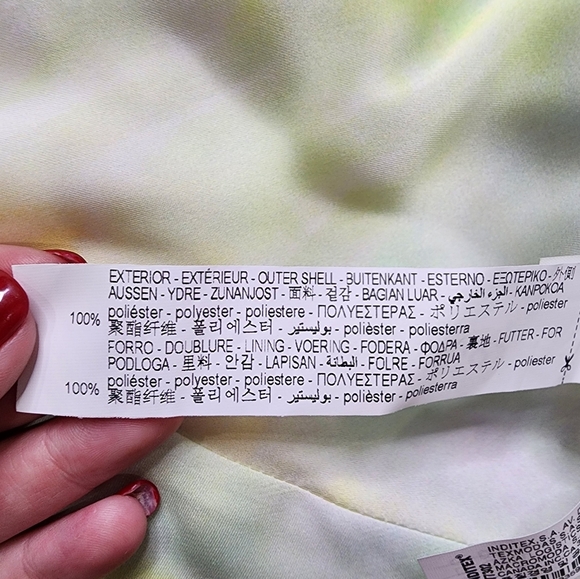 EXTERIOR - EXTÉRIEUR - OUTER SHELL - BUITENKANT - ESTERNO - ΕΞΩΤΕΡΙΚΟ - 外側
AUSSEN - YDRE - ZUNANJOST - 面料 - 겉감 - BAGIAN LUAR - الجزء الخارجي - KANPOKOA
100% poliéster - polyester - poliestere - ΠΟΛΥΕΣΤΕΡΑΣ - ポリエステル - poliester
聚酯纤维 - 폴리에스터 - بوليستير - polièster - poliesterra
FORRO - DOUBLURE - LINING - VOERING - FODERA - ΦΟΔΡΑ - 裏地 - FUTTER - FOR
PODLOGA - 里料 - 안감 - LAPISAN - البطانة - FOLRE - FORRUA
100% poliéster - polyester - poliestere - ΠΟΛΥΕΣΤΕΡΑΣ - ポリエステル - poliester
聚酯纤维 - 폴리에스터 - بوليستير - polièster - poliesterra
INDITEX, S.A. AV.